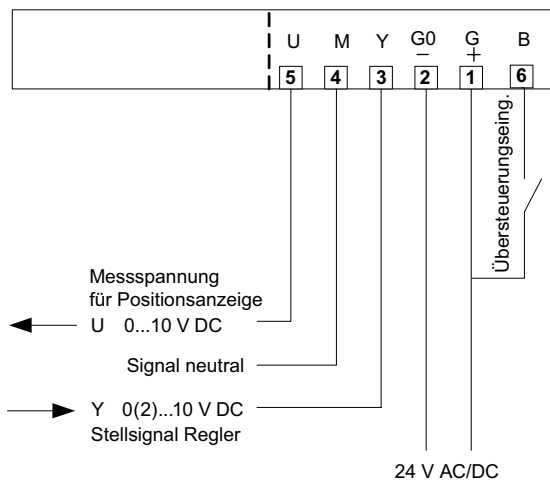 U M Y G0 G B
− +
5 4 3 2 1 6
Übersteuerungseing.
Messspannung
für Positionsanzeige
U 0...10 V DC
Signal neutral
Y 0(2)...10 V DC
Stellsignal Regler
24 V AC/DC